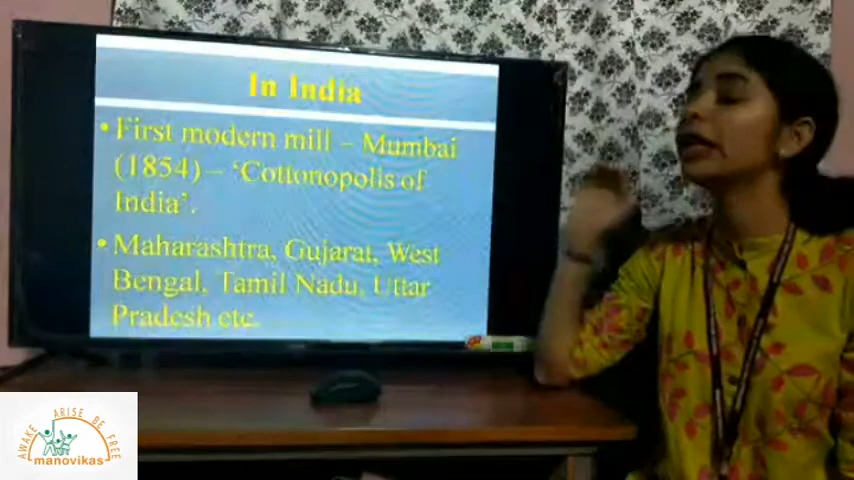 In India
• First modern mill – Mumbai
(1854) – 'Cottonopolis of
India'.
• Maharashtra, Gujarat, West
Bengal, Tamil Nadu, Uttar
Pradesh etc.
AWAKE ARISE BE FREE
manovikas